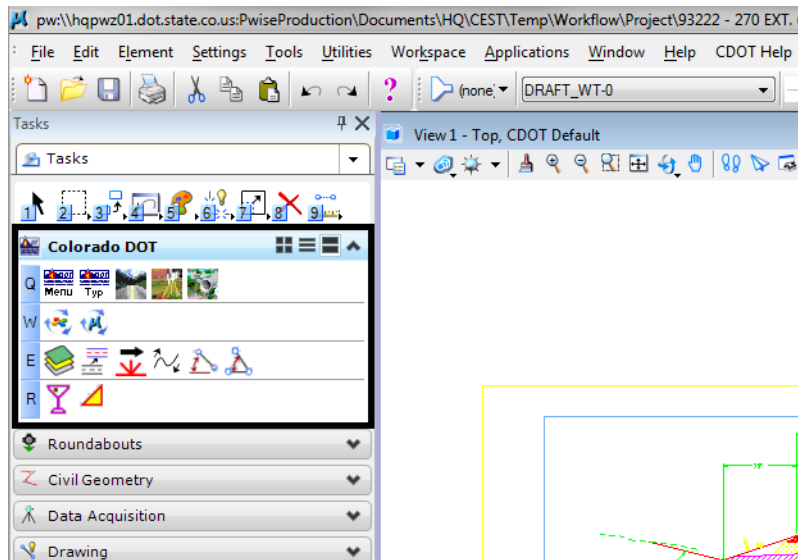 pw:\\hqpwz01.dot.state.co.us:PwiseProduction\Documents\HQ\CEST\Temp\Workflow\Project\93222 - 270 EXT.
File Edit Element Settings Tools Utilities Workspace Applications Window Help CDOT Help
(none) DRAFT_WT-0
Tasks
View 1 - Top, CDOT Default
Tasks
1 2 3 4 5 6 7 8 9
Colorado DOT
Q Menu Typ
W
E
R
Roundabouts
Civil Geometry
Data Acquisition
Drawing